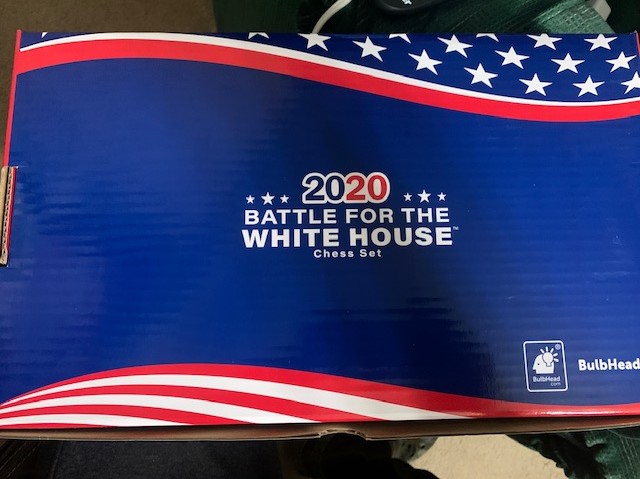 2020
BATTLE FOR THE
WHITE HOUSE™
Chess Set
BulbHead
.com
BulbHead